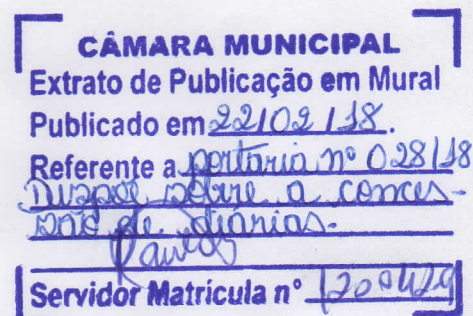 CÂMARA MUNICIPAL
Extrato de Publicação em Mural
Publicado em 22/02/18.
Referente a portaria nº 028/18
Dispõe sobre a conces-
são de diárias.
Servidor Matricula n° 1200429